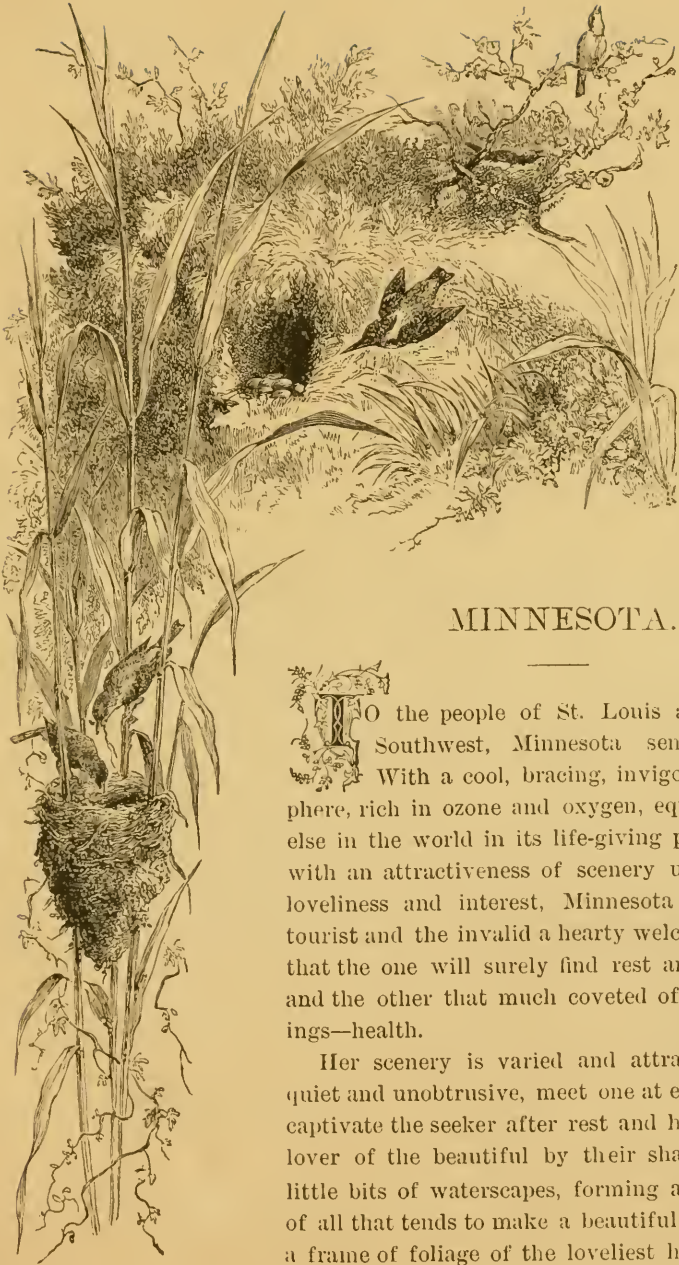 MINNESOTA.
TO the people of St. Louis a
Southwest, Minnesota sen
With a cool, bracing, invigo
phere, rich in ozone and oxygen, eq
else in the world in its life-giving p
with an attractiveness of scenery u
loveliness and interest, Minnesota
tourist and the invalid a hearty welc
that the one will surely find rest a
and the other that much coveted of
ings—health.
Her scenery is varied and attra
quiet and unobtrusive, meet one at e
captivate the seeker after rest and h
lover of the beautiful by their sha
little bits of waterscapes, forming a
of all that tends to make a beautiful
a frame of foliage of the loveliest h